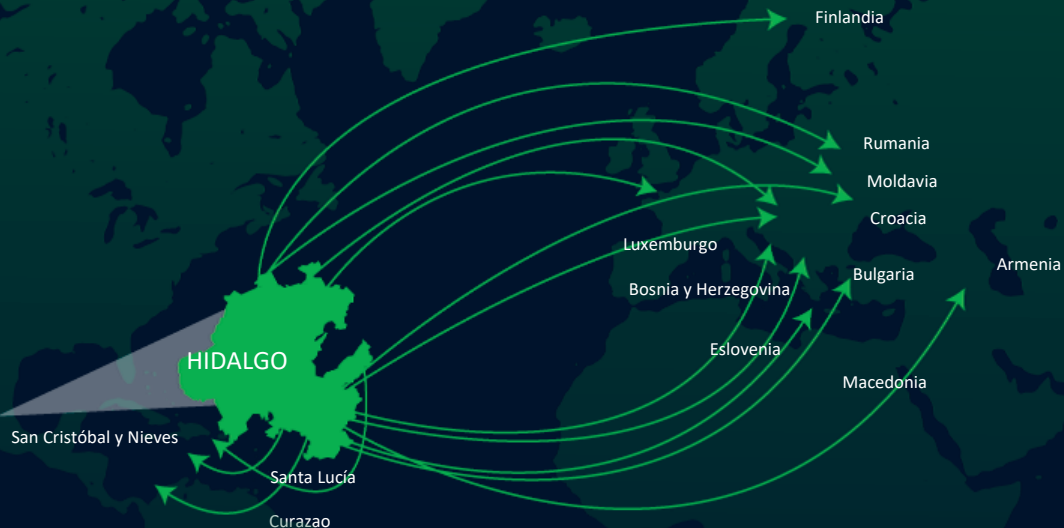 Finlandia
Rumania
Moldavia
Croacia
Luxemburgo
Armenia
Bulgaria
Bosnia y Herzegovina
Eslovenia
HIDALGO
Macedonia
San Cristóbal y Nieves
Santa Lucía
Curazao